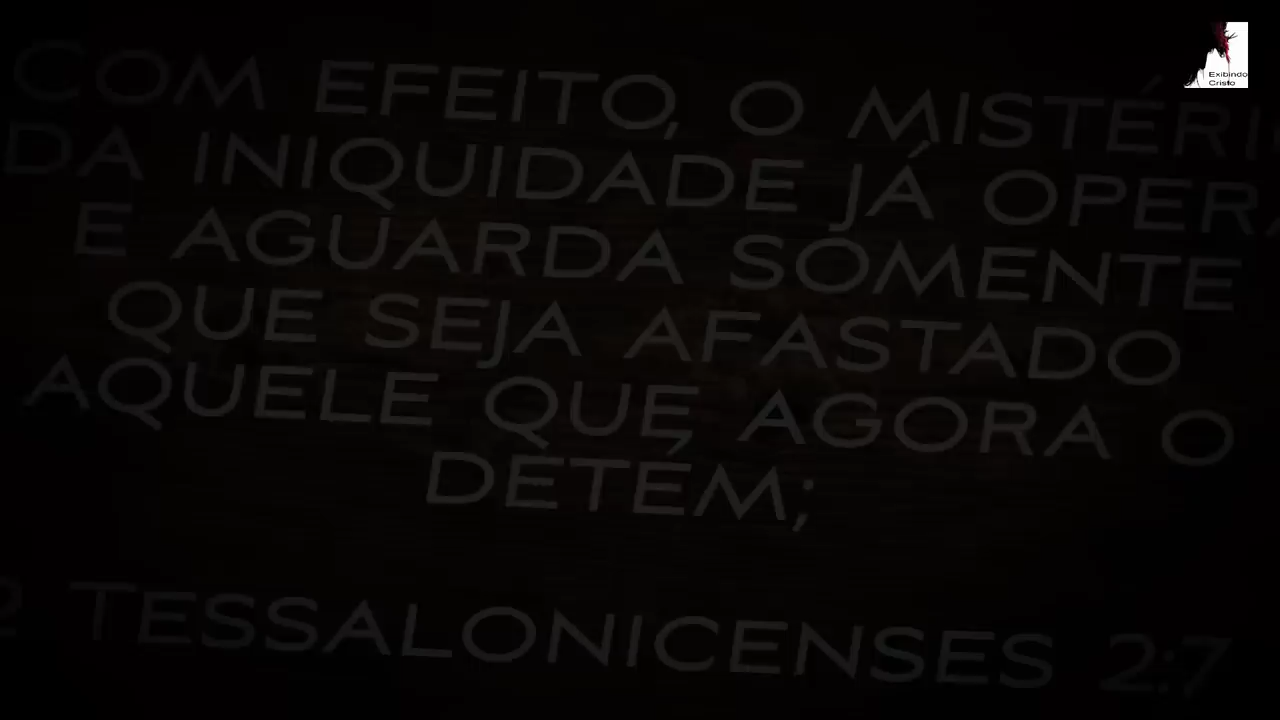 COM EFEITO, O MISTÉRI
DA INIQUIDADE JÁ OPERA
E AGUARDA SOMENTE
QUE SEJA AFASTADO
AQUELE QUE AGORA O
DETÉM;
2 TESSALONICENSES 2:7
Exibindo
Cristo